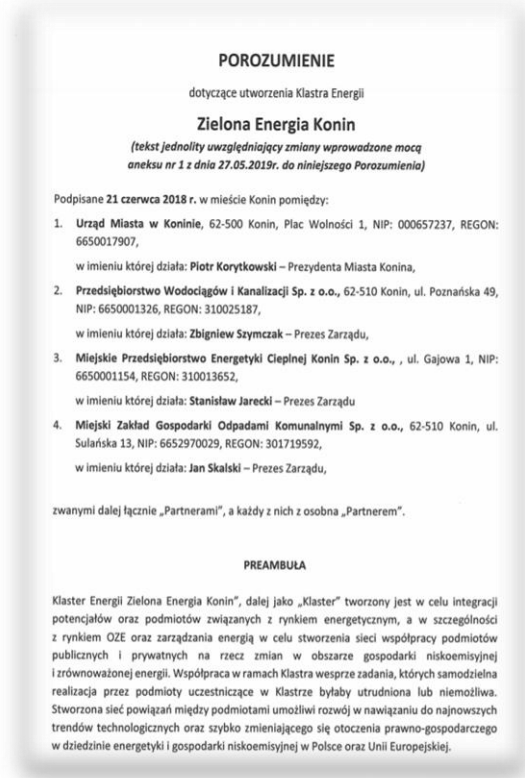 POROZUMIENIE
dotyczące utworzenia Klastra Energii
Zielona Energia Konin
(tekst jednolity uwzględniający zmiany wprowadzone mocą
aneksu nr 1 z dnia 27.05.2019r. do niniejszego Porozumienia)
Podpisane 21 czerwca 2018 r. w mieście Konin pomiędzy:
1. Urząd Miasta w Koninie, 62-500 Konin, Plac Wolności 1, NIP: 000657237, REGON:
6650017907,
w imieniu której działa: Piotr Korytkowski – Prezydenta Miasta Konina,
2. Przedsiębiorstwo Wodociągów i Kanalizacji Sp. z o.o., 62-510 Konin, ul. Poznańska 49,
NIP: 6650001326, REGON: 310025187,
w imieniu której działa: Zbigniew Szymczak – Prezes Zarządu,
3. Miejskie Przedsiębiorstwo Energetyki Cieplnej Konin Sp. z o.o., , ul. Gajowa 1, NIP:
6650001154, REGON: 310013652,
w imieniu której działa: Stanisław Jarecki – Prezes Zarządu
4. Miejski Zakład Gospodarki Odpadami Komunalnymi Sp. z o.o., 62-510 Konin, ul.
Sulańska 13, NIP: 6652970029, REGON: 301719592,
w imieniu której działa: Jan Skalski – Prezes Zarządu,
zwanymi dalej łącznie „Partnerami”, a każdy z nich z osobna „Partnerem”.
PREAMBUŁA
Klaster Energii Zielona Energia Konin”, dalej jako „Klaster” tworzony jest w celu integracji
potencjałów oraz podmiotów związanych z rynkiem energetycznym, a w szczególności
z rynkiem OZE oraz zarządzania energią w celu stworzenia sieci współpracy podmiotów
publicznych i prywatnych na rzecz zmian w obszarze gospodarki niskoemisyjnej
i zrównoważonej energii. Współpraca w ramach Klastra wesprze zadania, których samodzielna
realizacja przez podmioty uczestniczące w Klastrze byłaby utrudniona lub niemożliwa.
Stworzona sieć powiązań między podmiotami umożliwi rozwój w nawiązaniu do najnowszych
trendów technologicznych oraz szybko zmieniającego się otoczenia prawno-gospodarczego
w dziedzinie energetyki i gospodarki niskoemisyjnej w Polsce oraz Unii Europejskiej.